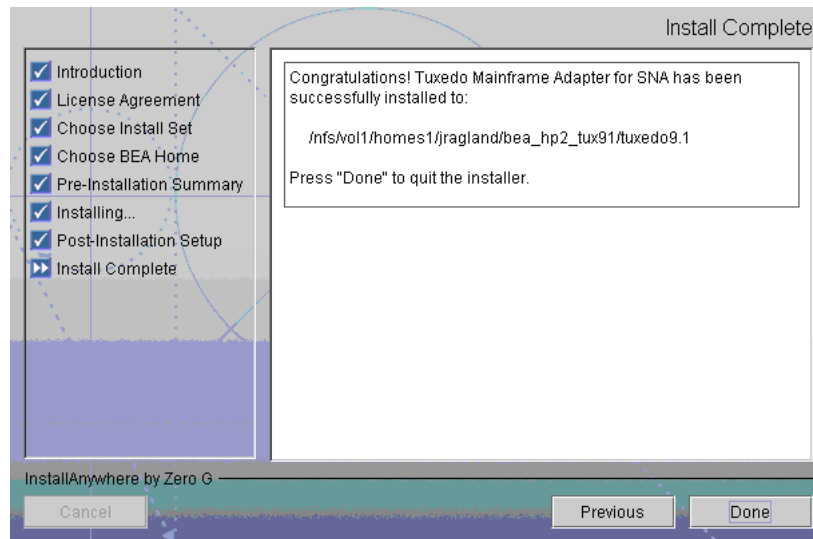 Install Complete
Introduction
License Agreement
Choose Install Set
Choose BEA Home
Pre-Installation Summary
Installing...
Post-Installation Setup
Install Complete
Congratulations! Tuxedo Mainframe Adapter for SNA has been
successfully installed to:
/nfs/vol1/homes1/jragland/bea_hp2_tux91/tuxedo9.1
Press "Done" to quit the installer.
InstallAnywhere by Zero G
Cancel
Previous
Done